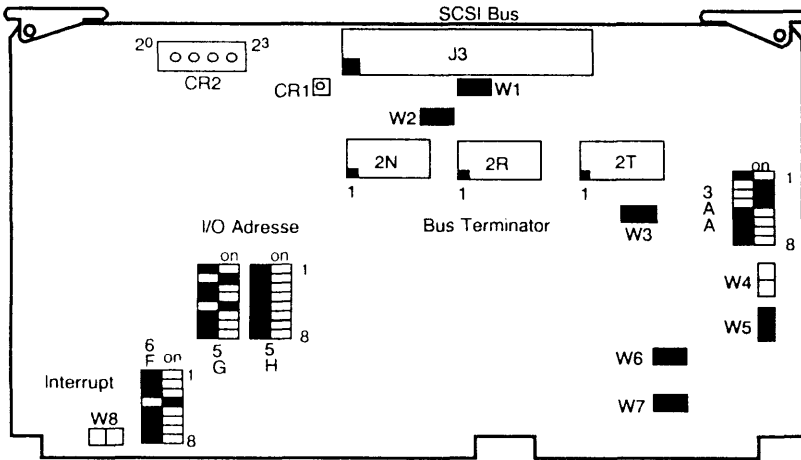 SCSI Bus
20 23
CR2
J3
CR1
W1
W2
2N
2R
2T
1
1
1
Bus Terminator
W3
on
3
A
A
1
8
W4
W5
I/O Adresse
on on
1
8
5
G
5
H
6
F
on
1
8
Interrupt
W8
W6
W7